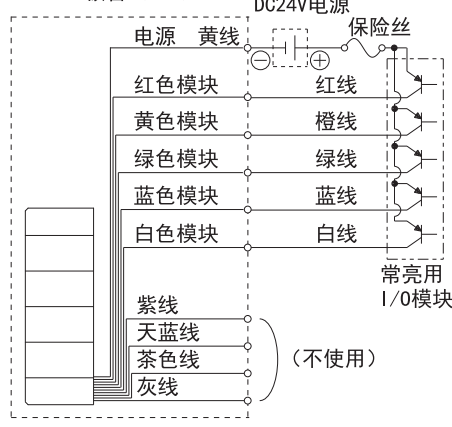 DC24V电源
保险丝
电源 黄线
⊖ ⊕
红色模块 红线
黄色模块 橙线
绿色模块 绿线
蓝色模块 蓝线
白色模块 白线
常亮用
I/O模块
紫线
天蓝线
茶色线
灰线
（不使用）